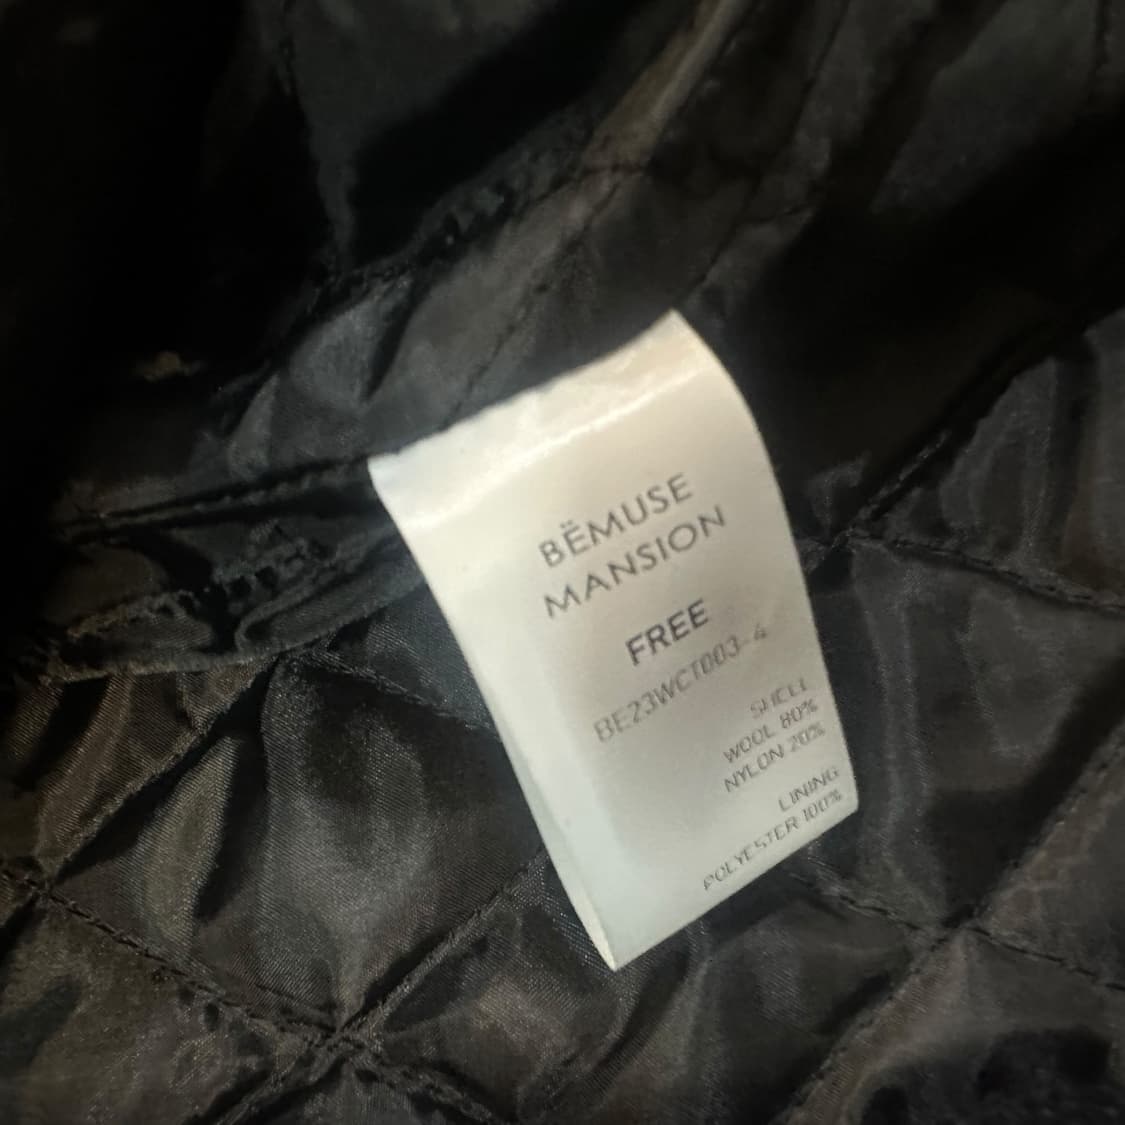 BËMUSE
MANSION
FREE
BE23WCT003-4
SHELL
WOOL 80%
NYLON 20%
LINING
POLYESTER 100%